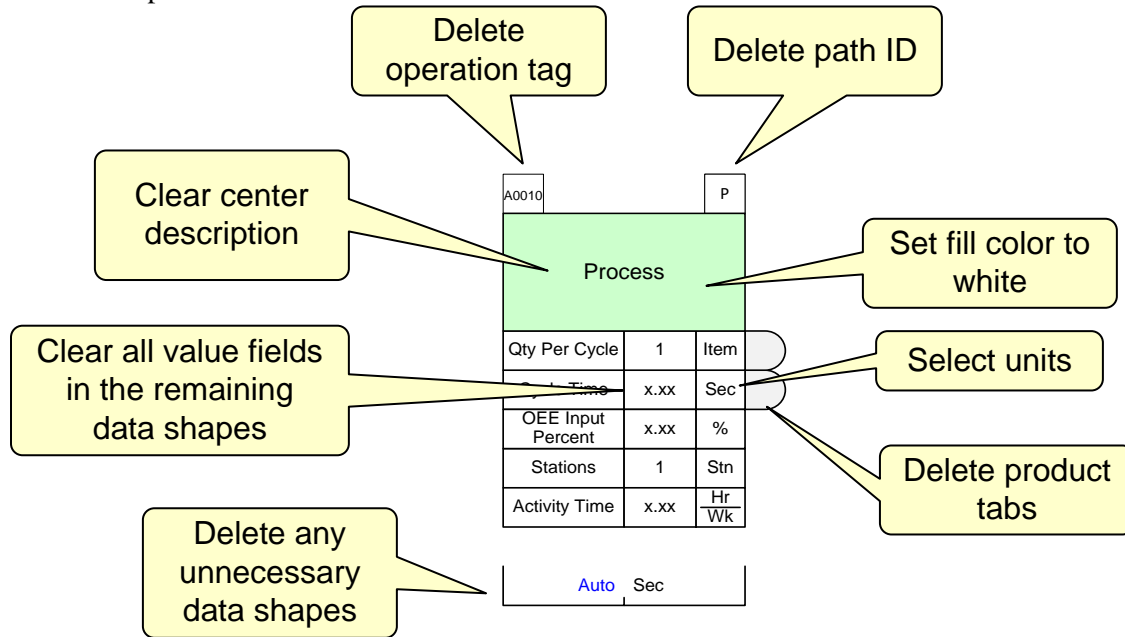 Delete
operation tag
Delete path ID
Clear center
description
A0010
P
Process
Set fill color to
white
Clear all value fields
in the remaining
data shapes
Qty Per Cycle
1
Item
Cycle Time
x.xx
Sec
Select units
OEE Input
Percent
x.xx
%
Stations
1
Stn
Activity Time
x.xx
Hr
Wk
Delete product
tabs
Delete any
unnecessary
data shapes
Auto Sec